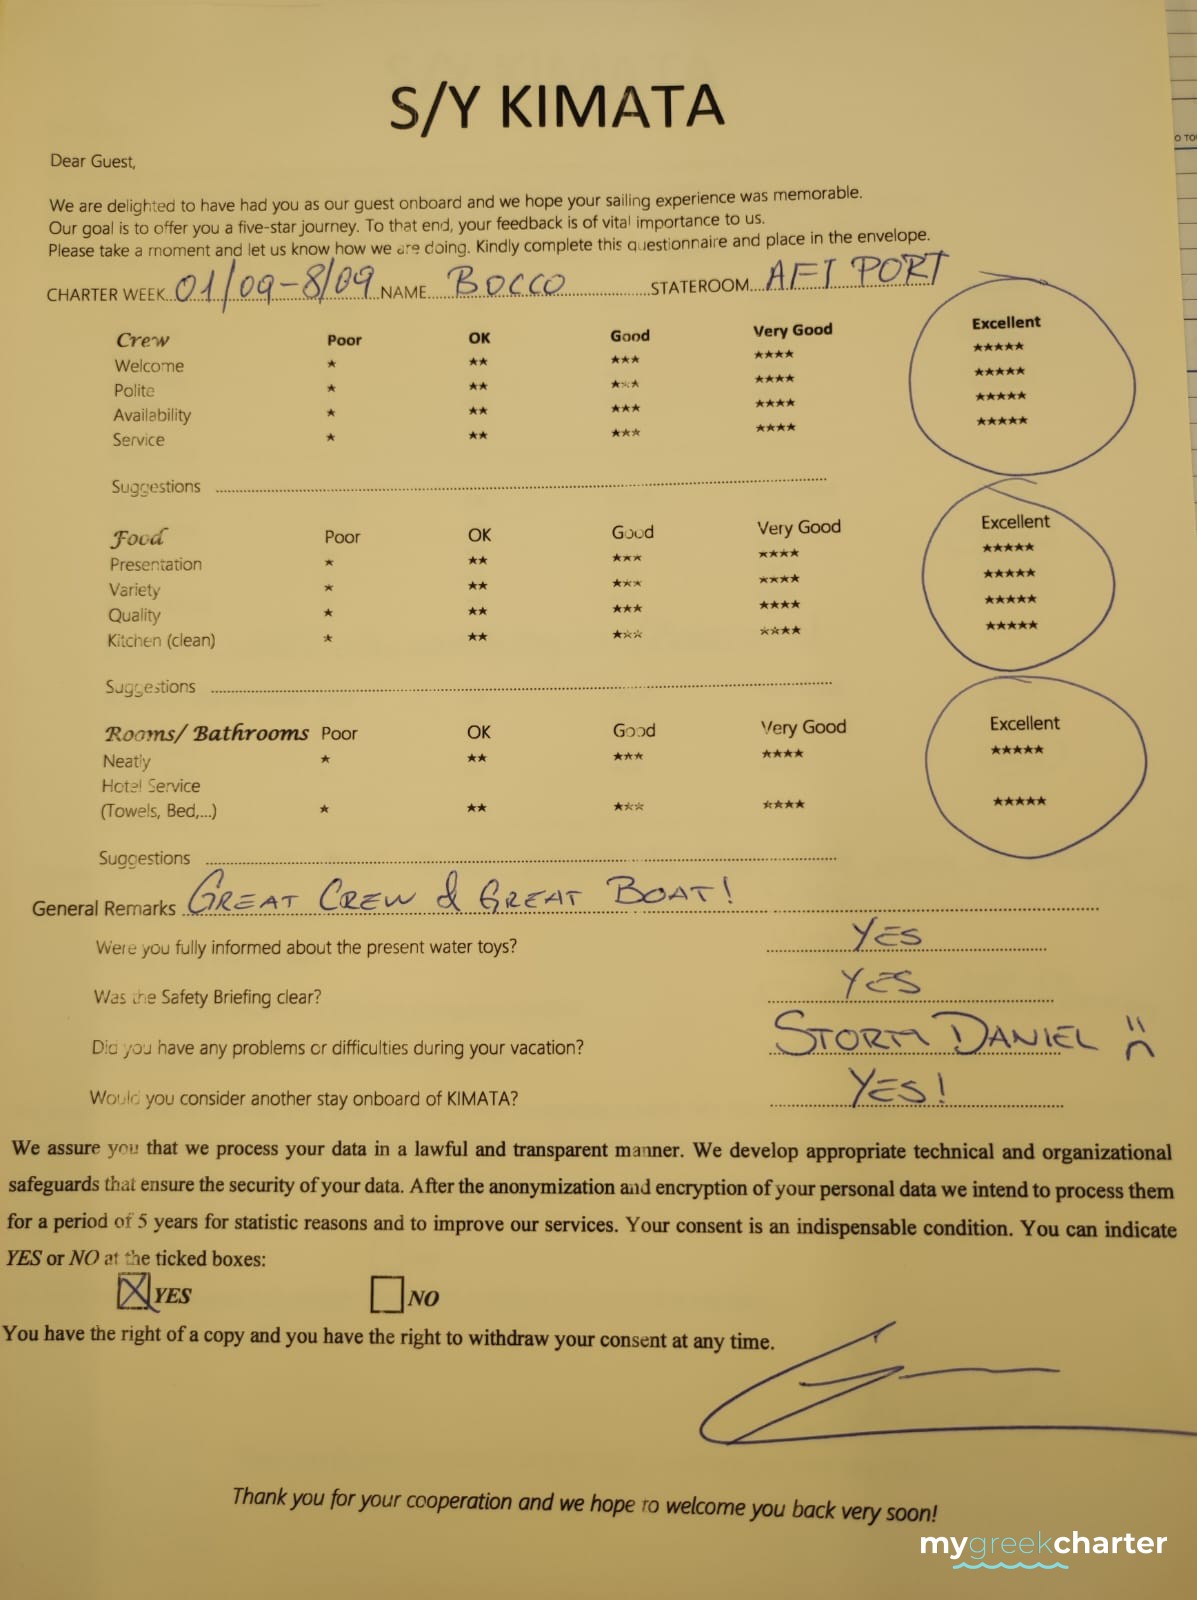 S/Y KIMATA
Dear Guest,
We are delighted to have had you as our guest onboard and we hope your sailing experience was memorable.
Our goal is to offer you a five-star journey. To that end, your feedback is of vital importance to us.
Please take a moment and let us know how we are doing. Kindly complete this questionnaire and place in the envelope.
CHARTER WEEK 01/09-8/09 NAME BOCCO STATEROOM AFT PORT
Crew Poor OK Good Very Good Excellent
Welcome ★ ★★ ★★★ ★★★★ ★★★★★
Polite ★ ★★ ★★★ ★★★★ ★★★★★
Availability ★ ★★ ★★★ ★★★★ ★★★★★
Service ★ ★★ ★★★ ★★★★ ★★★★★
Suggestions
Food Poor OK Good Very Good Excellent
Presentation ★ ★★ ★★★ ★★★★ ★★★★★
Variety ★ ★★ ★★★ ★★★★ ★★★★★
Quality ★ ★★ ★★★ ★★★★ ★★★★★
Kitchen (clean) ★ ★★ ★★★ ★★★★ ★★★★★
Suggestions
Rooms/ Bathrooms Poor OK Good Very Good Excellent
Neatly ★ ★★ ★★★ ★★★★ ★★★★★
Hotel Service
(Towels, Bed,...) ★ ★★ ★★★ ★★★★ ★★★★★
Suggestions
General Remarks GREAT CREW & GREAT BOAT!
Were you fully informed about the present water toys? YES
Was the Safety Briefing clear? YES
Did you have any problems or difficulties during your vacation? STORM DANIEL
Would you consider another stay onboard of KIMATA? YES!
We assure you that we process your data in a lawful and transparent manner. We develop appropriate technical and organizational
safeguards that ensure the security of your data. After the anonymization and encryption of your personal data we intend to process them
for a period of 5 years for statistic reasons and to improve our services. Your consent is an indispensable condition. You can indicate
YES or NO at the ticked boxes:
YES NO
You have the right of a copy and you have the right to withdraw your consent at any time.
Thank you for your cooperation and we hope to welcome you back very soon!
mygreekcharter